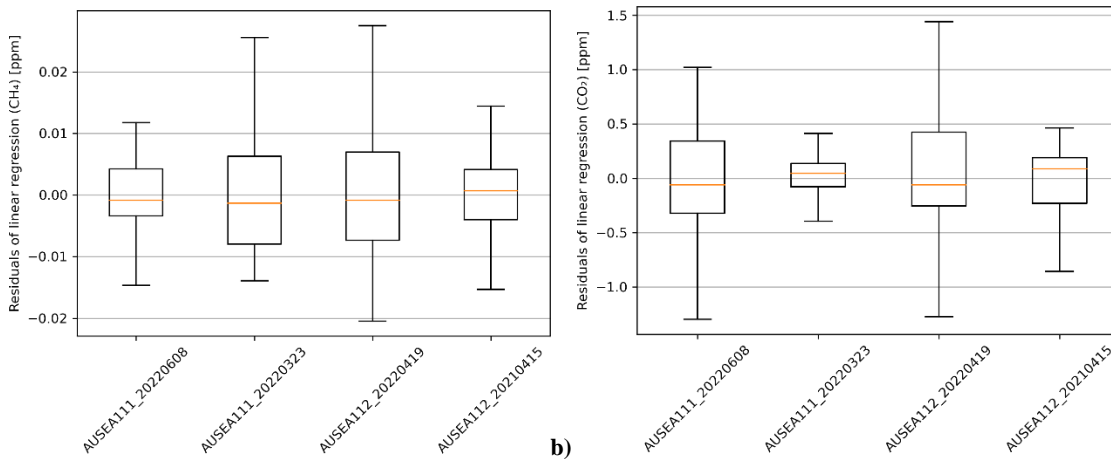 Residuals of linear regression (CH₄) [ppm]
0.02
0.01
0.00
−0.01
−0.02
AUSEA111_20220608
AUSEA111_20220323
AUSEA112_20220419
AUSEA112_20210415
b)
Residuals of linear regression (CO₂) [ppm]
1.5
1.0
0.5
0.0
−0.5
−1.0
AUSEA111_20220608
AUSEA111_20220323
AUSEA112_20220419
AUSEA112_20210415